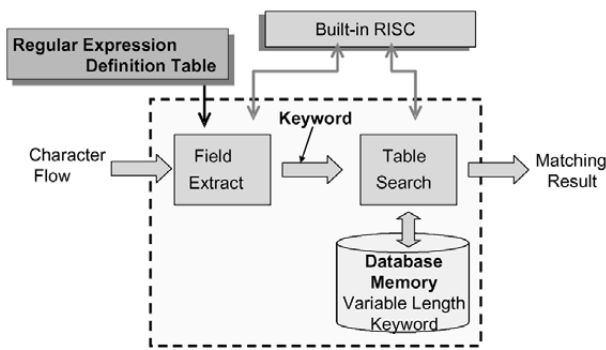 Built-in RISC
Regular Expression
Definition Table
Keyword
Character
Flow
Field
Extract
Table
Search
Matching
Result
Database
Memory
Variable Length
Keyword